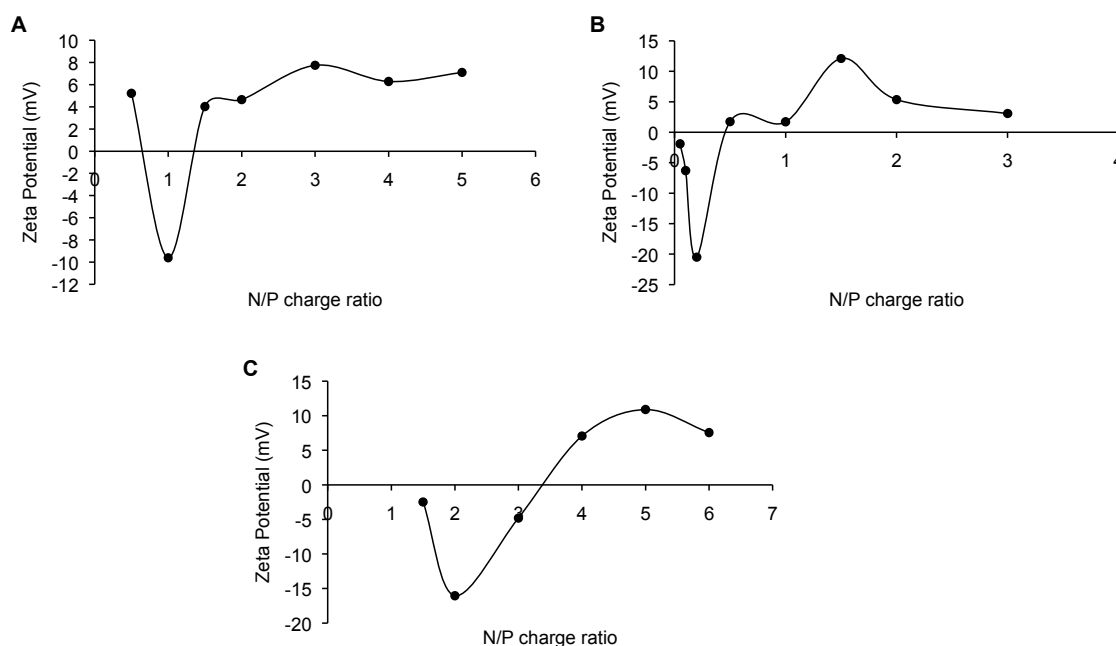 A
10
8
6
4
2
0
-2
-4
-6
-8
-10
-12
0 1 2 3 4 5 6
Zeta Potential (mV)
N/P charge ratio
B
15
10
5
0
-5
-10
-15
-20
-25
0 1 2 3 4
Zeta Potential (mV)
N/P charge ratio
C
15
10
5
0
-5
-10
-15
-20
0 1 2 3 4 5 6 7
Zeta Potential (mV)
N/P charge ratio